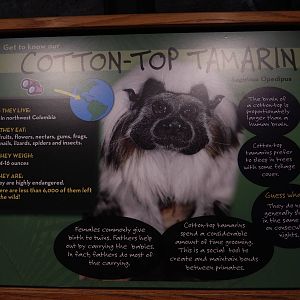 Get to know our
COTTON-TOP TAMARIN
Saguinus Oedipus
THEY LIVE:
In northwest Colombia
THEY EAT:
fruits, flowers, nectars, gums, frogs,
snails, lizards, spiders and insects.
THEY WEIGH:
14-16 ounces
THEY ARE:
They are highly endangered.
There are less than 6,000 of them left
the wild!
The brain of
a cotton-top is
proportionately
larger than a
human brain.
Cotton-top
tamarins prefer
to sleep in trees
with some foliage
cover.
Guess wh
They do
generally sl
in the same
consecu
nights.
Females commonly give
birth to twins. Fathers help
out by carrying the babies.
In fact, fathers do most of
the carrying.
Cotton-top tamarins
spend a considerable
amount of time grooming.
This is a social tool to
create and maintain bonds
between primates.